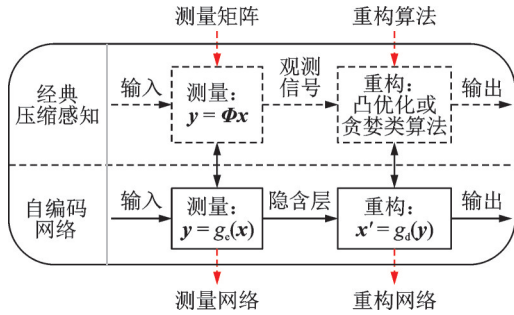 测量矩阵
重构算法
经典
压缩感知
输入
测量：
y = Φx
观测
信号
重构：
凸优化或
贪婪类算法
输出
自编码
网络
输入
测量：
y = gₑ(x)
隐含层
重构：
x' = g_d(y)
输出
测量网络
重构网络